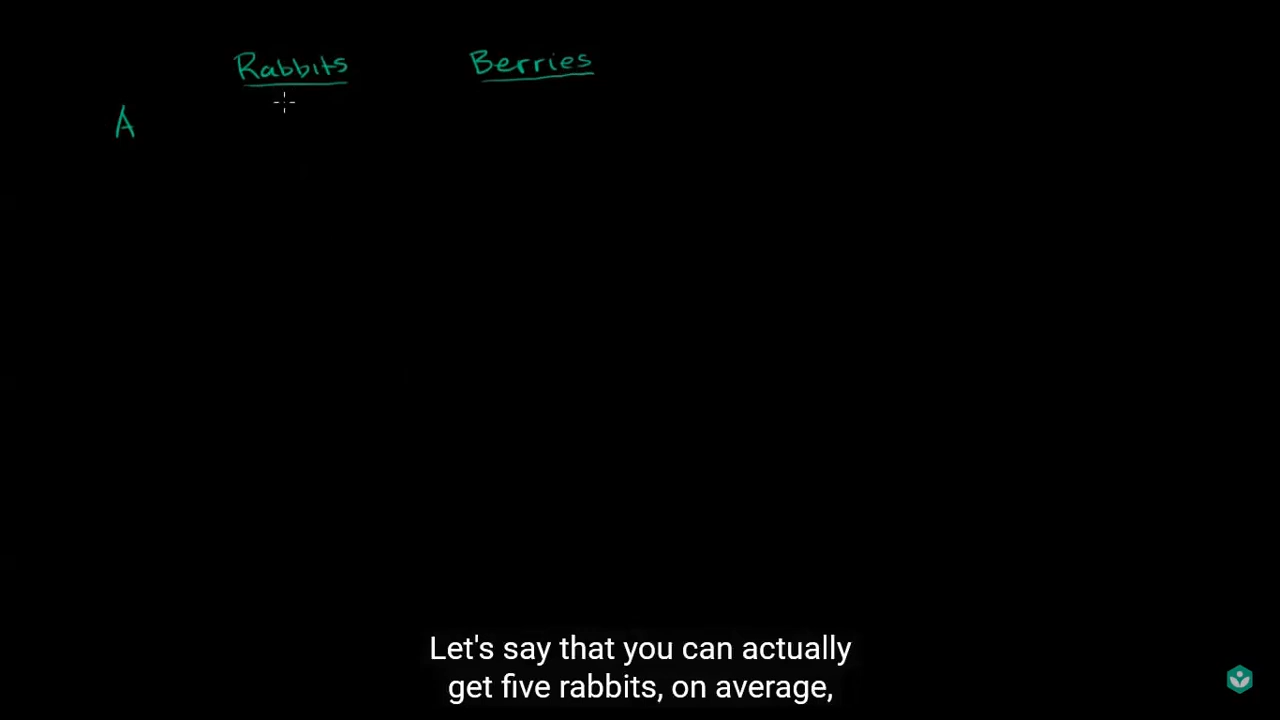 Rabbits Berries
A
Let's say that you can actually
get five rabbits, on average,